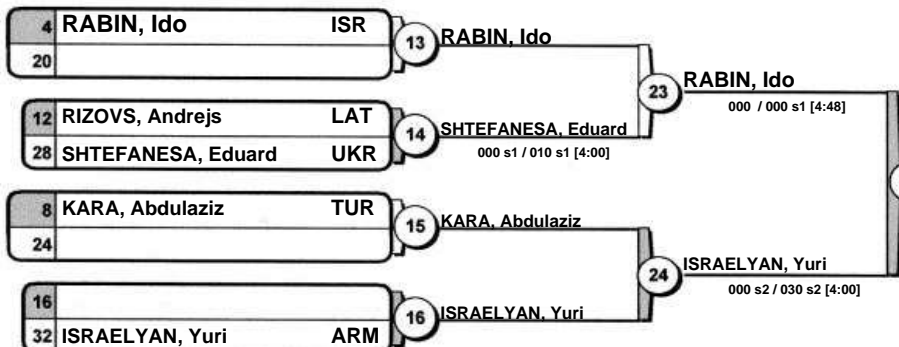 4 RABIN, Ido ISR
20
13 RABIN, Ido
12 RIZOVS, Andrejs LAT
28 SHTEFANESA, Eduard UKR
14 SHTEFANESA, Eduard
000 s1 / 010 s1 [4:00]
23 RABIN, Ido
000 / 000 s1 [4:48]
8 KARA, Abdulaziz TUR
24
15 KARA, Abdulaziz
16
32 ISRAELYAN, Yuri ARM
16 ISRAELYAN, Yuri
24 ISRAELYAN, Yuri
000 s2 / 030 s2 [4:00]